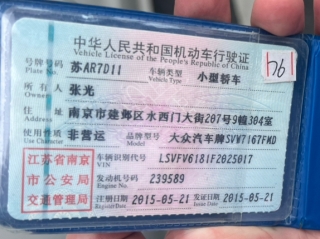 中华人民共和国机动车行驶证
Vehicle License of the People's Republic of China
号牌号码 苏AR7D11 车辆类型 小型轿车
Plate No. Vehicle Type
所有人 张光
Owner
住址 南京市建邺区水西门大街207号9幢304室
Address
使用性质 非营运 品牌型号 大众汽车牌SVW7167FMD
Use Character Model
江苏省南京市公安局交通管理局
车辆识别代号 LSVFV6181F2025017
VIN
发动机号码 239589
Engine No.
注册日期 2015-05-21 发证日期 2015-05-21
Register Date Issue Date